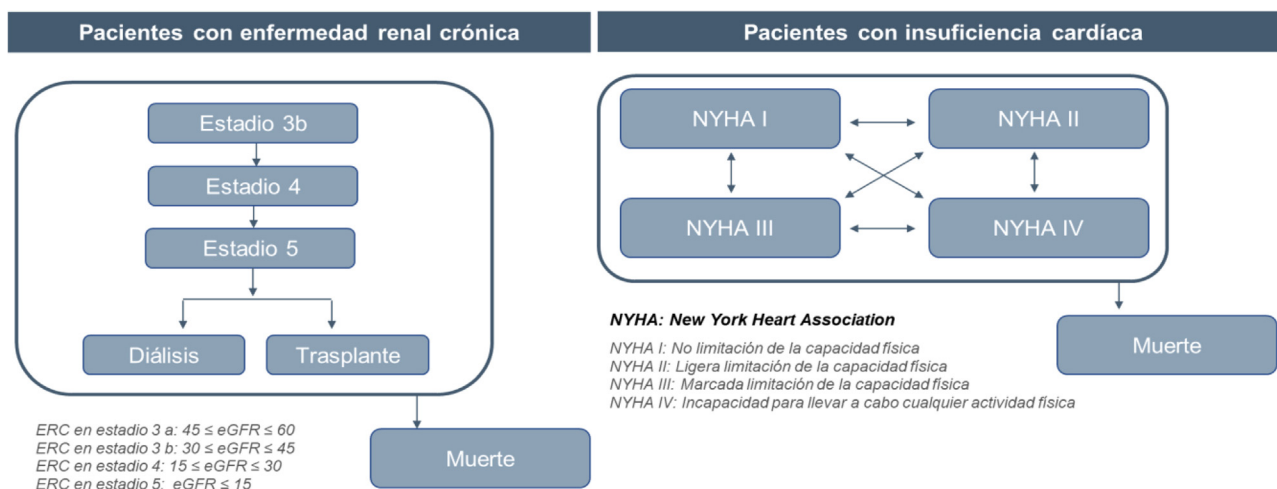 Pacientes con enfermedad renal crónica
Estadio 3b
Estadio 4
Estadio 5
Diálisis
Trasplante
ERC en estadio 3 a: 45 ≤ eGFR ≤ 60
ERC en estadio 3 b: 30 ≤ eGFR ≤ 45
ERC en estadio 4: 15 ≤ eGFR ≤ 30
ERC en estadio 5: eGFR ≤ 15
Muerte
Pacientes con insuficiencia cardíaca
NYHA I
NYHA II
NYHA III
NYHA IV
NYHA: New York Heart Association
NYHA I: No limitación de la capacidad física
NYHA II: Ligera limitación de la capacidad física
NYHA III: Marcada limitación de la capacidad física
NYHA IV: Incapacidad para llevar a cabo cualquier actividad física
Muerte